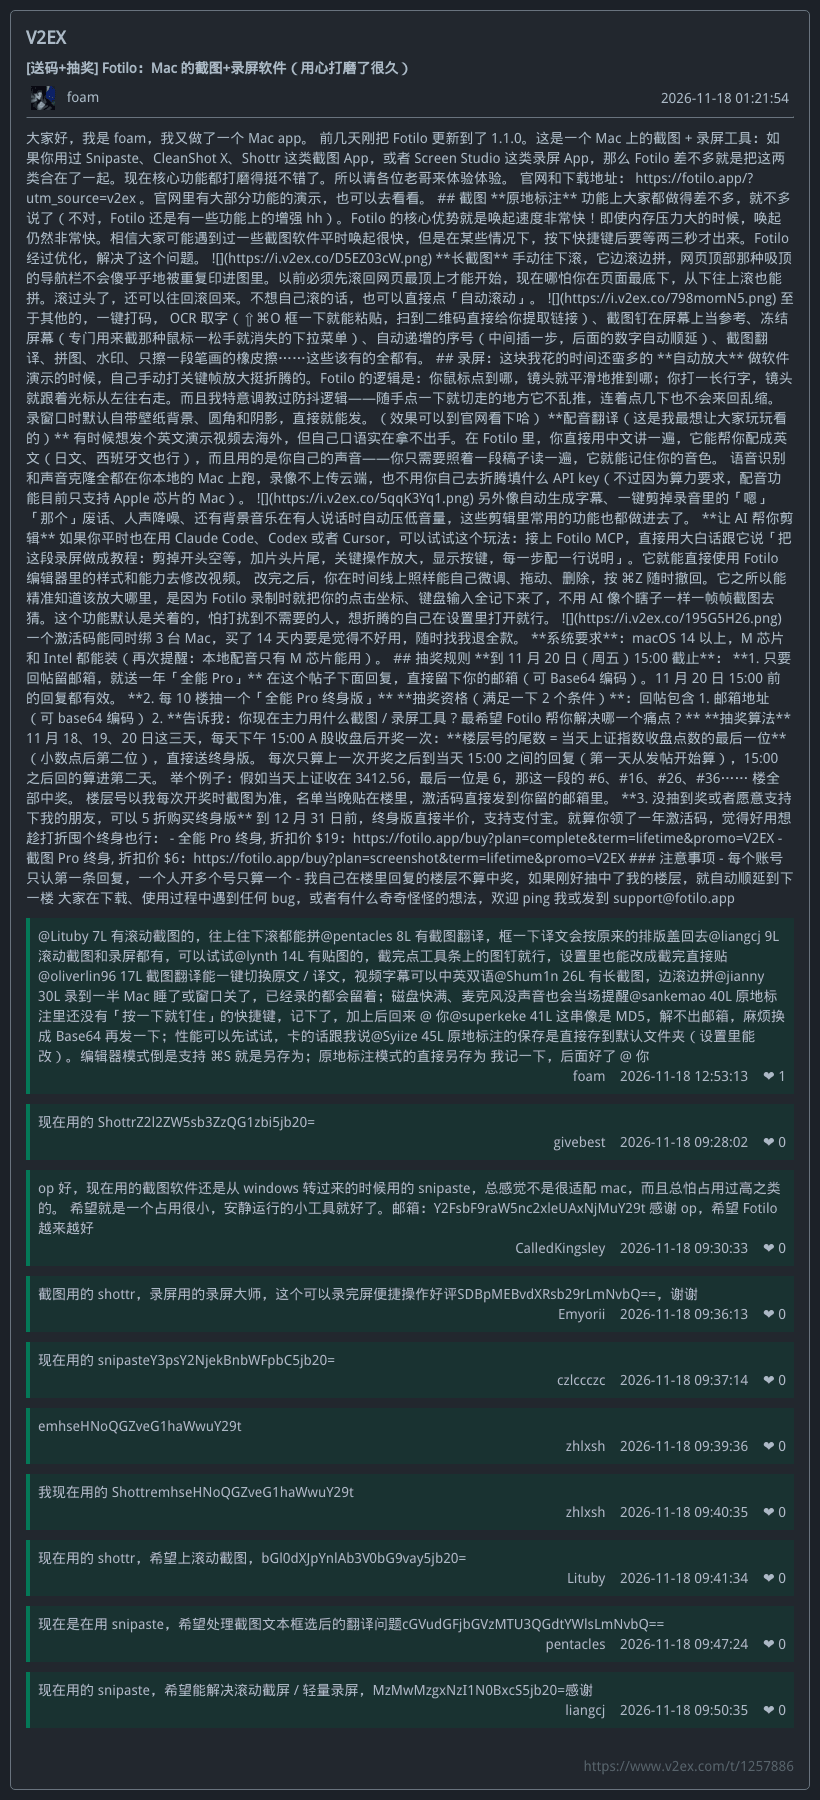 V2EX
[送码+抽奖] Fotilo：Mac 的截图+录屏软件（用心打磨了很久）
foam 2026-11-18 01:21:54
大家好，我是 foam，我又做了一个 Mac app。 前几天刚把 Fotilo 更新到了 1.1.0。这是一个 Mac 上的截图 + 录屏工具：如
果你用过 Snipaste、CleanShot X、Shottr 这类截图 App，或者 Screen Studio 这类录屏 App，那么 Fotilo 差不多就是把这两
类合在了一起。现在核心功能都打磨得挺不错了。所以请各位老哥来体验体验。 官网和下载地址： https://fotilo.app/?
utm_source=v2ex 。官网里有大部分功能的演示，也可以去看看。 ## 截图 **原地标注** 功能上大家都做得差不多，就不多
说了（不对，Fotilo 还是有一些功能上的增强 hh）。Fotilo 的核心优势就是唤起速度非常快！即使内存压力大的时候，唤起
仍然非常快。相信大家可能遇到过一些截图软件平时唤起很快，但是在某些情况下，按下快捷键后要等两三秒才出来。Fotilo
经过优化，解决了这个问题。 ![](https://i.v2ex.co/D5EZ03cW.png) **长截图** 手动往下滚，它边滚边拼，网页顶部那种吸顶
的导航栏不会傻乎乎地被重复印进图里。以前必须先滚回网页最顶上才能开始，现在哪怕你在页面最底下，从下往上滚也能
拼。滚过头了，还可以往回滚回来。不想自己滚的话，也可以直接点「自动滚动」。 ![](https://i.v2ex.co/798momN5.png) 至
于其他的，一键打码， OCR 取字（⇧⌘O 框一下就能粘贴，扫到二维码直接给你提取链接）、截图钉在屏幕上当参考、冻结
屏幕（专门用来截那种鼠标一松手就消失的下拉菜单）、自动递增的序号（中间插一步，后面的数字自动顺延）、截图翻
译、拼图、水印、只擦一段笔画的橡皮擦……这些该有的全都有。 ## 录屏：这块我花的时间还蛮多的 **自动放大** 做软件
演示的时候，自己手动打关键帧放大挺折腾的。Fotilo 的逻辑是：你鼠标点到哪，镜头就平滑地推到哪；你打一长行字，镜头
就跟着光标从左往右走。而且我特意调教过防抖逻辑——随手点一下就切走的地方它不乱推，连着点几下也不会来回乱缩。
录窗口时默认自带壁纸背景、圆角和阴影，直接就能发。（效果可以到官网看下哈）**配音翻译（这是我最想让大家玩玩看
的）** 有时候想发个英文演示视频去海外，但自己口语实在拿不出手。在 Fotilo 里，你直接用中文讲一遍，它能帮你配成英
文（日文、西班牙文也行），而且用的是你自己的声音——你只需要照着一段稿子读一遍，它就能记住你的音色。 语音识别
和声音克隆全都在你本地的 Mac 上跑，录像不上传云端，也不用你自己去折腾填什么 API key（不过因为算力要求，配音功
能目前只支持 Apple 芯片的 Mac）。 ![](https://i.v2ex.co/5qqK3Yq1.png) 另外像自动生成字幕、一键剪掉录音里的「嗯」
「那个」废话、人声降噪、还有背景音乐在有人说话时自动压低音量，这些剪辑里常用的功能也都做进去了。 **让 AI 帮你剪
辑** 如果你平时也在用 Claude Code、Codex 或者 Cursor，可以试试这个玩法：接上 Fotilo MCP，直接用大白话跟它说「把
这段录屏做成教程：剪掉开头空等，加片头片尾，关键操作放大，显示按键，每一步配一行说明」。它就能直接使用 Fotilo
编辑器里的样式和能力去修改视频。 改完之后，你在时间线上照样能自己微调、拖动、删除，按 ⌘Z 随时撤回。它之所以能
精准知道该放大哪里，是因为 Fotilo 录制时就把你的点击坐标、键盘输入全记下来了，不用 AI 像个瞎子一样一帧帧截图去
猜。这个功能默认是关着的，怕打扰到不需要的人，想折腾的自己在设置里打开就行。 ![](https://i.v2ex.co/195G5H26.png)
一个激活码能同时绑 3 台 Mac，买了 14 天内要是觉得不好用，随时找我退全款。 **系统要求**：macOS 14 以上，M 芯片
和 Intel 都能装（再次提醒：本地配音只有 M 芯片能用）。 ## 抽奖规则 **到 11 月 20 日（周五）15:00 截止**： **1. 只要
回帖留邮箱，就送一年「全能 Pro」** 在这个帖子下面回复，直接留下你的邮箱（可 Base64 编码）。11 月 20 日 15:00 前
的回复都有效。 **2. 每 10 楼抽一个「全能 Pro 终身版」** **抽奖资格（满足一下 2 个条件）**：回帖包含 1. 邮箱地址
（可 base64 编码） 2. **告诉我：你现在主力用什么截图 / 录屏工具？最希望 Fotilo 帮你解决哪一个痛点？** **抽奖算法**
11 月 18、19、20 日这三天，每天下午 15:00 A 股收盘后开奖一次：**楼层号的尾数 = 当天上证指数收盘点数的最后一位**
（小数点后第二位），直接送终身版。 每次只算上一次开奖之后到当天 15:00 之间的回复（第一天从发帖开始算），15:00
之后回的算进第二天。 举个例子：假如当天上证收在 3412.56，最后一位是 6，那这一段的 #6、#16、#26、#36…… 楼全
部中奖。 楼层号以我每次开奖时截图为准，名单当晚贴在楼里，激活码直接发到你留的邮箱里。 **3. 没抽到奖或者愿意支持
下我的朋友，可以 5 折购买终身版** 到 12 月 31 日前，终身版直接半价，支持支付宝。就算你领了一年激活码，觉得好用想
趁打折囤个终身也行： - 全能 Pro 终身, 折扣价 $19：https://fotilo.app/buy?plan=complete&term=lifetime&promo=V2EX -
截图 Pro 终身, 折扣价 $6：https://fotilo.app/buy?plan=screenshot&term=lifetime&promo=V2EX ### 注意事项 - 每个账号
只认第一条回复，一个人开多个号只算一个 - 我自己在楼里回复的楼层不算中奖，如果刚好抽中了我的楼层，就自动顺延到下
一楼 大家在下载、使用过程中遇到任何 bug，或者有什么奇奇怪怪的想法，欢迎 ping 我或发到 support@fotilo.app
@Lituby 7L 有滚动截图的，往上往下滚都能拼@pentacles 8L 有截图翻译，框一下译文会按原来的排版盖回去@liangcj 9L
滚动截图和录屏都有，可以试试@lynth 14L 有贴图的，截完点工具条上的图钉就行，设置里也能改成截完直接贴
@oliverlin96 17L 截图翻译能一键切换原文 / 译文，视频字幕可以中英双语@Shum1n 26L 有长截图，边滚边拼@jianny
30L 录到一半 Mac 睡了或窗口关了，已经录的都会留着；磁盘快满、麦克风没声音也会当场提醒@sankemao 40L 原地标
注里还没有「按一下就钉住」的快捷键，记下了，加上后回来 @ 你@superkeke 41L 这串像是 MD5，解不出邮箱，麻烦换
成 Base64 再发一下；性能可以先试试，卡的话跟我说@Syiize 45L 原地标注的保存是直接存到默认文件夹（设置里能
改）。编辑器模式倒是支持 ⌘S 就是另存为；原地标注模式的直接另存为 我记一下，后面好了 @ 你
foam 2026-11-18 12:53:13 ❤ 1
现在用的 ShottrZ2l2ZW5sb3ZzQG1zbi5jb20=
givebest 2026-11-18 09:28:02 ❤ 0
op 好，现在用的截图软件还是从 windows 转过来的时候用的 snipaste，总感觉不是很适配 mac，而且总怕占用过高之类
的。 希望就是一个占用很小，安静运行的小工具就好了。邮箱：Y2FsbF9raW5nc2xleUAxNjMuY29t 感谢 op，希望 Fotilo
越来越好
CalledKingsley 2026-11-18 09:30:33 ❤ 0
截图用的 shottr，录屏用的录屏大师，这个可以录完屏便捷操作好评SDBpMEBvdXRsb29rLmNvbQ==，谢谢
Emyorii 2026-11-18 09:36:13 ❤ 0
现在用的 snipasteY3psY2NjekBnbWFpbC5jb20=
czlccczc 2026-11-18 09:37:14 ❤ 0
emhseHNoQGZveG1haWwuY29t
zhlxsh 2026-11-18 09:39:36 ❤ 0
我现在用的 ShottremhseHNoQGZveG1haWwuY29t
zhlxsh 2026-11-18 09:40:35 ❤ 0
现在用的 shottr，希望上滚动截图，bGl0dXJpYnlAb3V0bG9vay5jb20=
Lituby 2026-11-18 09:41:34 ❤ 0
现在是在用 snipaste，希望处理截图文本框选后的翻译问题cGVudGFjbGVzMTU3QGdtYWlsLmNvbQ==
pentacles 2026-11-18 09:47:24 ❤ 0
现在用的 snipaste，希望能解决滚动截屏 / 轻量录屏，MzMwMzgxNzI1N0BxcS5jb20=感谢
liangcj 2026-11-18 09:50:35 ❤ 0
https://www.v2ex.com/t/1257886